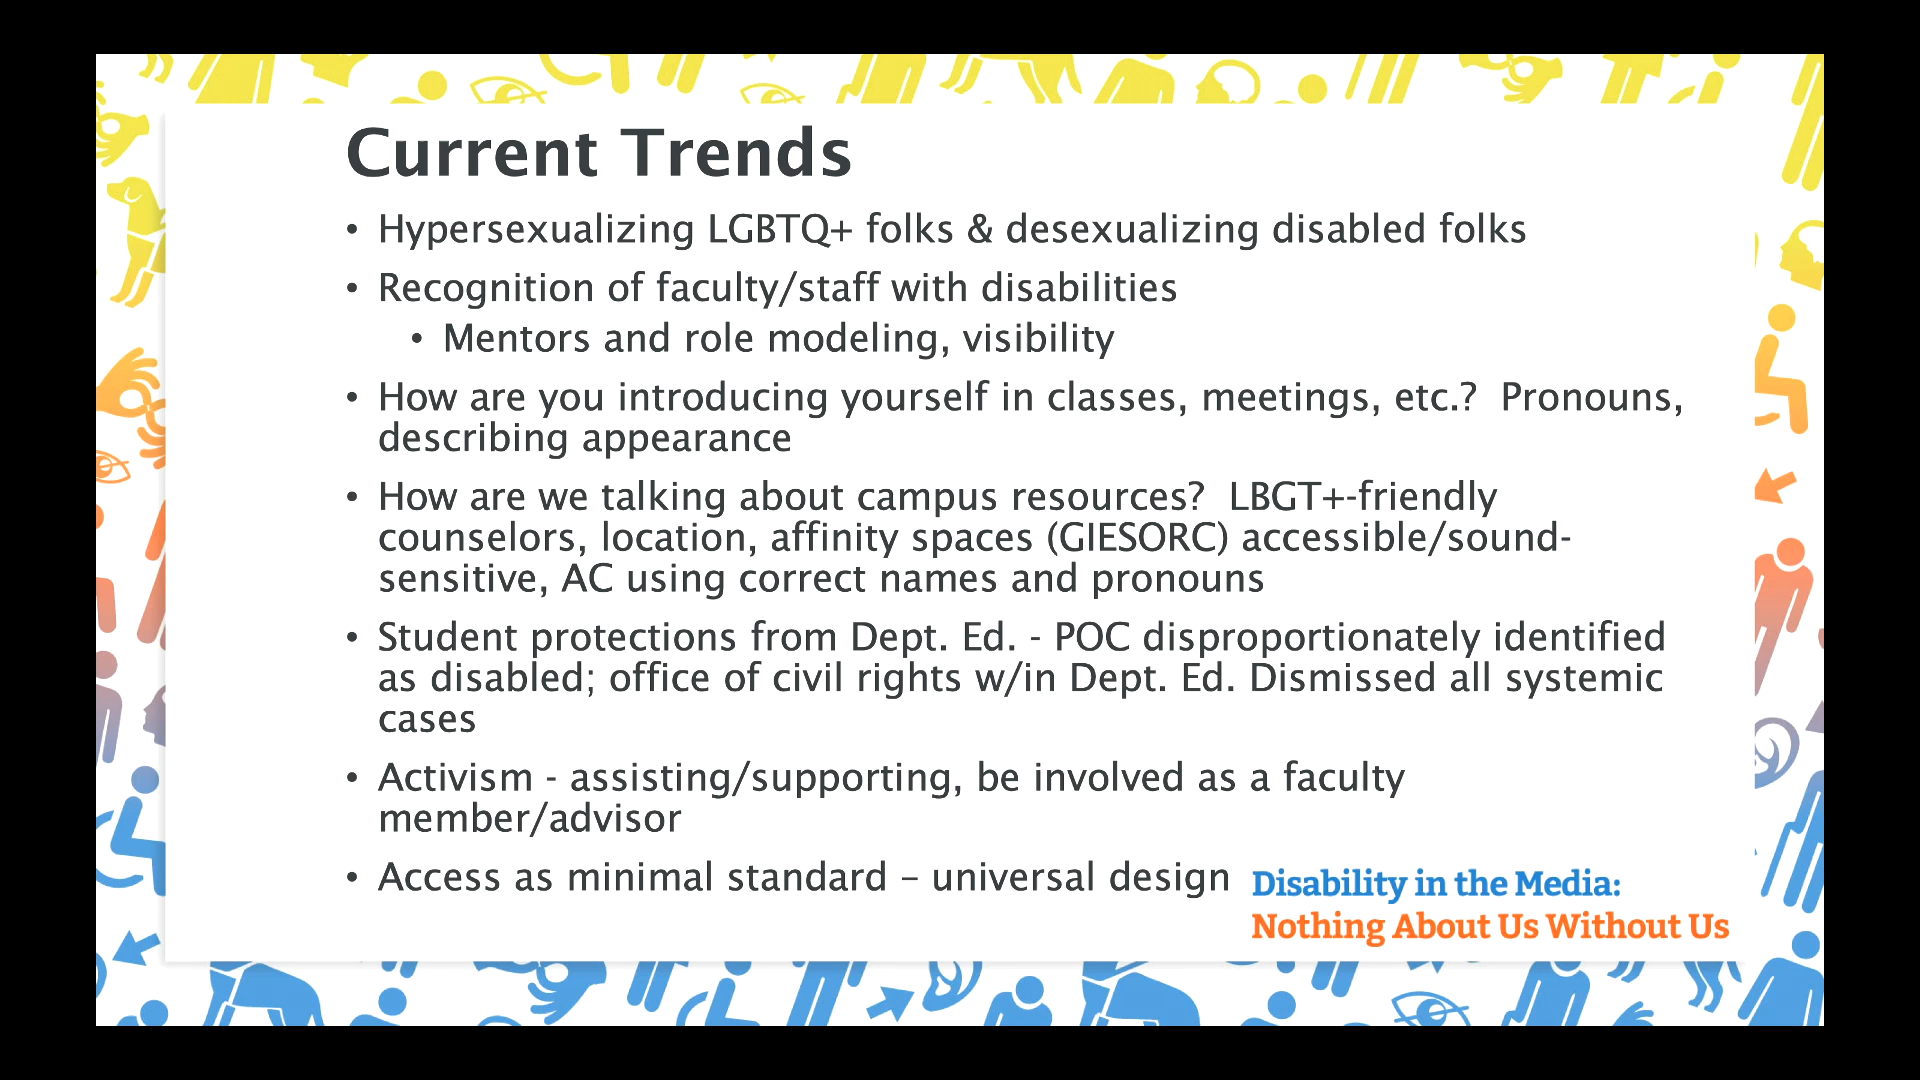 Current Trends
• Hypersexualizing LGBTQ+ folks & desexualizing disabled folks
• Recognition of faculty/staff with disabilities
• Mentors and role modeling, visibility
• How are you introducing yourself in classes, meetings, etc.?  Pronouns,
describing appearance
• How are we talking about campus resources?  LBGT+-friendly
counselors, location, affinity spaces (GIESORC) accessible/sound-
sensitive, AC using correct names and pronouns
• Student protections from Dept. Ed. - POC disproportionately identified
as disabled; office of civil rights w/in Dept. Ed. Dismissed all systemic
cases
• Activism - assisting/supporting, be involved as a faculty
member/advisor
• Access as minimal standard – universal design
Disability in the Media:
Nothing About Us Without Us